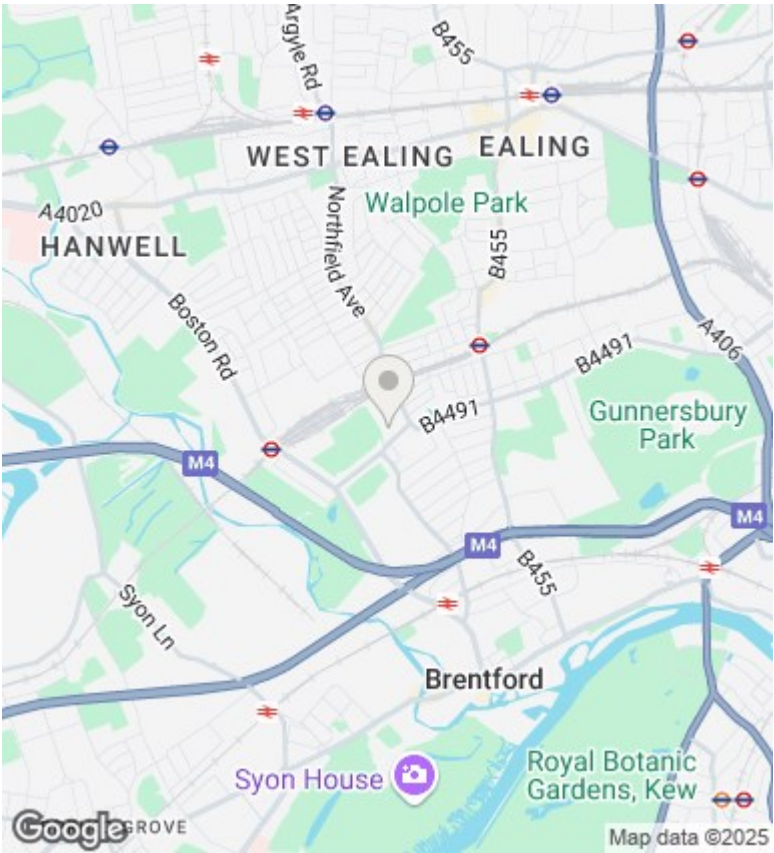 Argyle Rd
B455
WEST EALING
EALING
Walpole Park
A4020
HANWELL
Northfield Ave
B455
Boston Rd
A406
B4491
B4491
Gunnersbury
Park
M4
M4
M4
B455
Syon Ln
Brentford
Syon House
Royal Botanic
Gardens, Kew
Google
GROVE
Map data ©2025